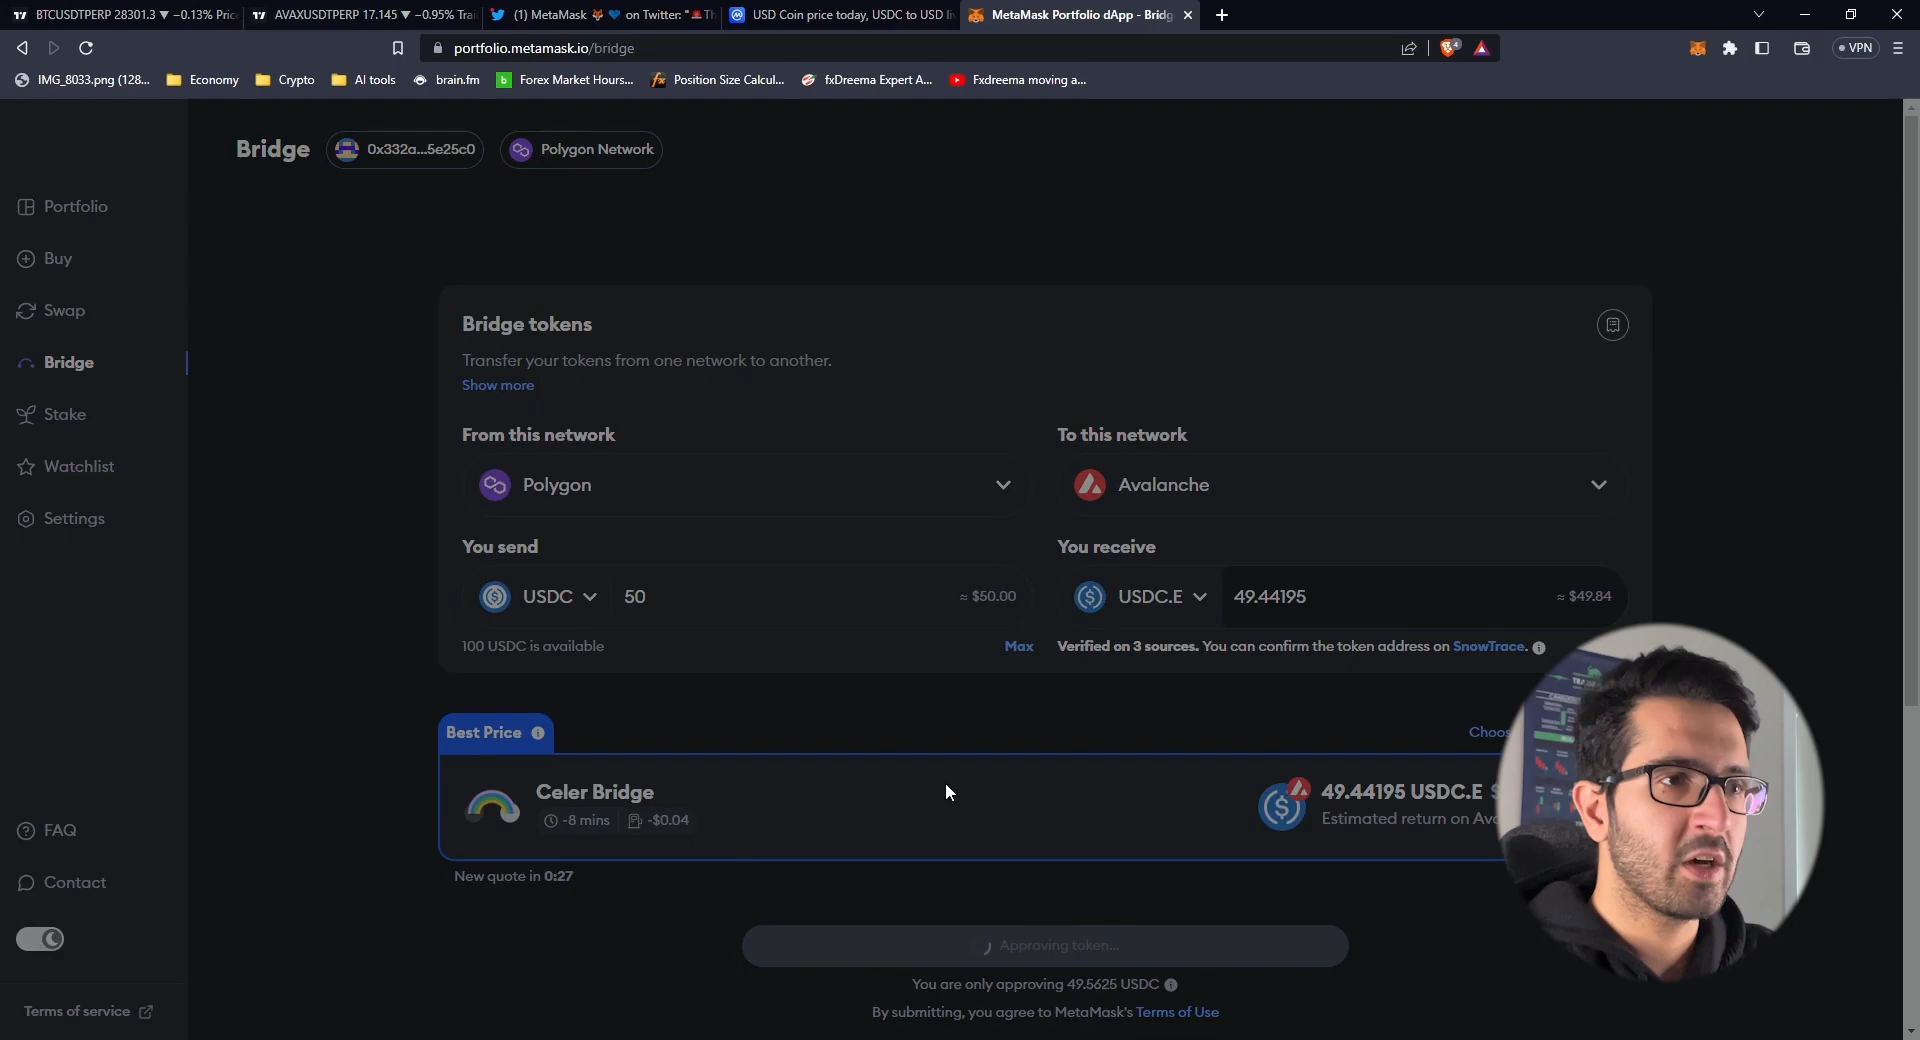 BTCUSDTPERP 28301.3 ▼ −0.13% Pric
AVAXUSDTPERP 17.145 ▼ −0.95% Tra
(1) MetaMask 🦊 💙 on Twitter: "🚨Th
USD Coin price today, USDC to USD li
MetaMask Portfolio dApp - Bridg
portfolio.metamask.io/bridge
VPN
IMG_8033.png (128...
Economy
Crypto
AI tools
brain.fm
Forex Market Hours...
Position Size Calcul...
fxDreema Expert A...
Fxdreema moving a...
Bridge
0x332a...5e25c0
Polygon Network
Portfolio
Buy
Swap
Bridge
Stake
Watchlist
Settings
FAQ
Contact
Terms of service
Bridge tokens
Transfer your tokens from one network to another.
Show more
From this network
To this network
Polygon
Avalanche
You send
You receive
USDC 50 ≈ $50.00
USDC.E 49.44195 ≈ $49.84
100 USDC is available
Max
Verified on 3 sources. You can confirm the token address on SnowTrace.
Best Price
Choos
Celer Bridge
~8 mins
~$0.04
49.44195 USDC.E
Estimated return on Ava
New quote in 0:27
Approving token...
You are only approving 49.5625 USDC
By submitting, you agree to MetaMask's Terms of Use